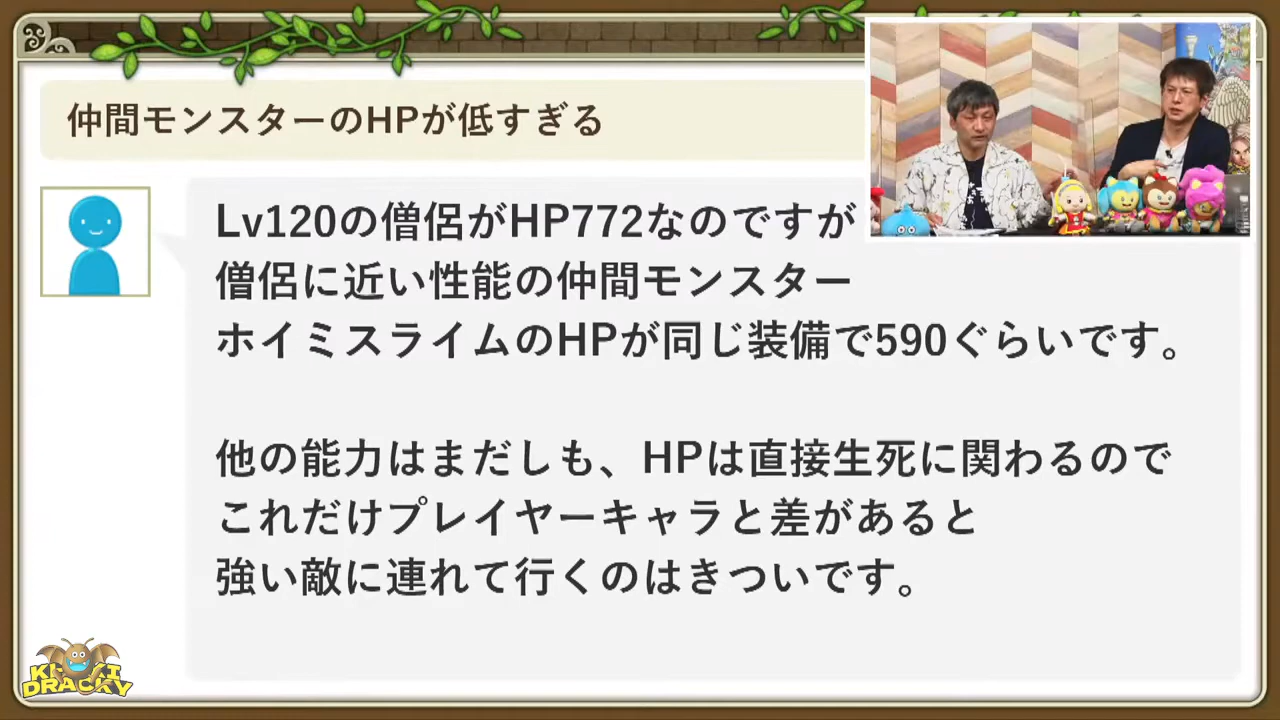 仲間モンスターのHPが低すぎる
Lv120の僧侶がHP772なのですが
僧侶に近い性能の仲間モンスター
ホイミスライムのHPが同じ装備で590ぐらいです。
他の能力はまだしも、HPは直接生死に関わるので
これだけプレイヤーキャラと差があると
強い敵に連れて行くのはきついです。
DRACKY